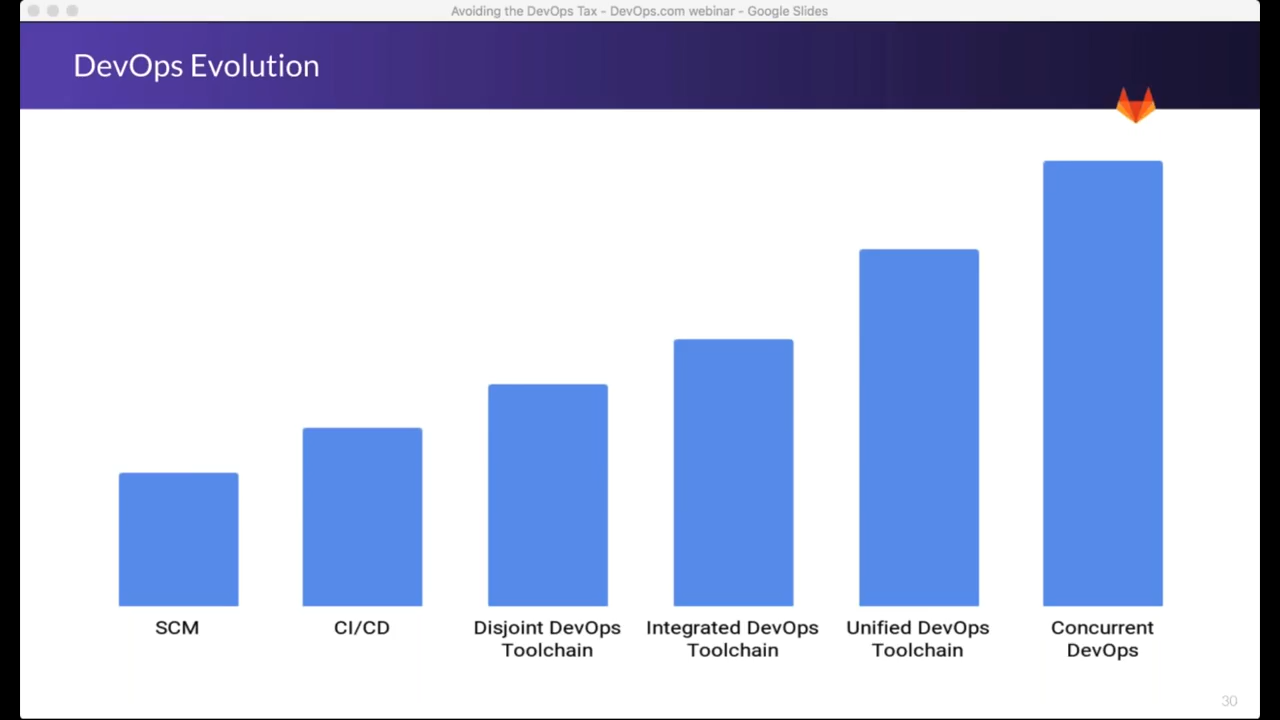 Avoiding the DevOps Tax - DevOps.com webinar - Google Slides
DevOps Evolution
SCM
CI/CD
Disjoint DevOps
Toolchain
Integrated DevOps
Toolchain
Unified DevOps
Toolchain
Concurrent
DevOps
30